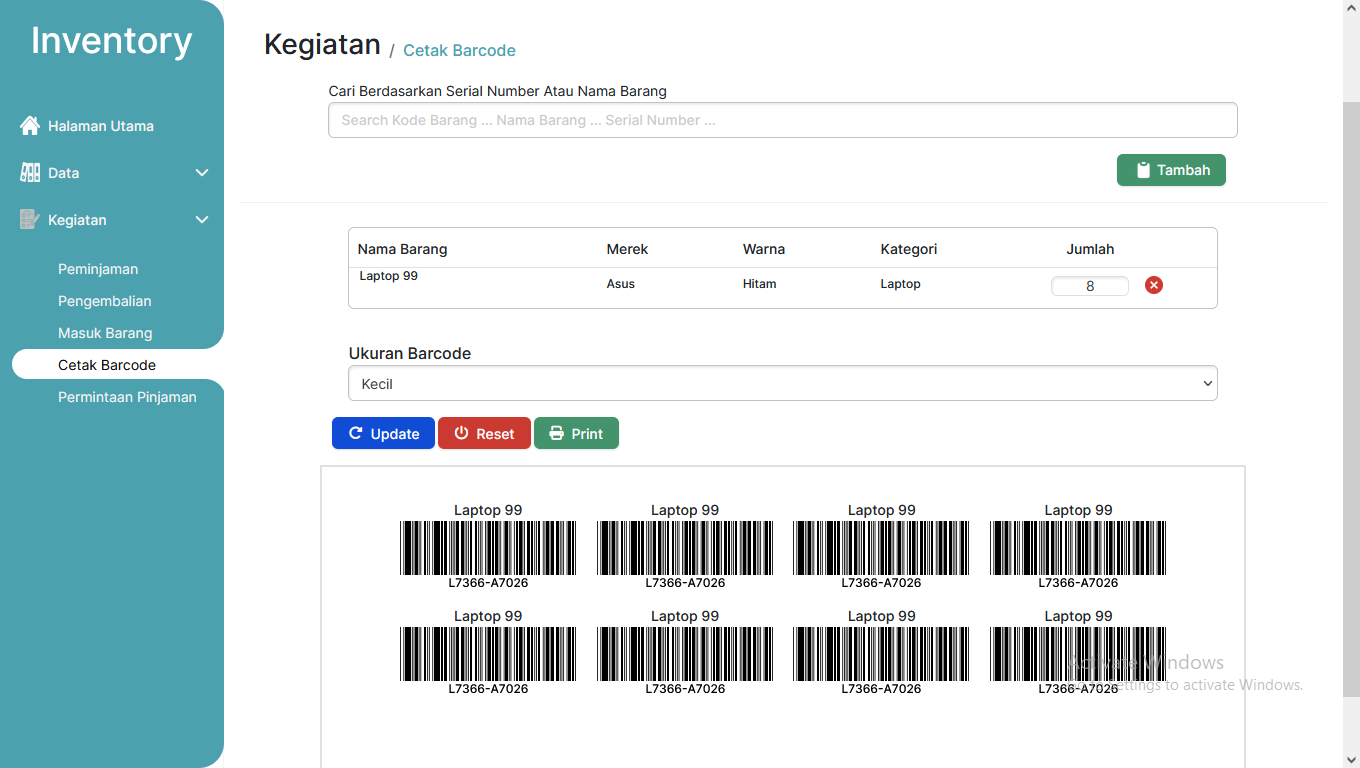 Inventory
Halaman Utama
Data
Kegiatan
Peminjaman
Pengembalian
Masuk Barang
Cetak Barcode
Permintaan Pinjaman
Kegiatan / Cetak Barcode
Cari Berdasarkan Serial Number Atau Nama Barang
Search Kode Barang ... Nama Barang ... Serial Number ...
Tambah
Nama Barang Merek Warna Kategori Jumlah
Laptop 99 Asus Hitam Laptop 8
Ukuran Barcode
Kecil
Update Reset Print
Laptop 99 Laptop 99 Laptop 99 Laptop 99
L7366-A7026 L7366-A7026 L7366-A7026 L7366-A7026
Laptop 99 Laptop 99 Laptop 99 Laptop 99
L7366-A7026 L7366-A7026 L7366-A7026 L7366-A7026
Activate Windows
Go to Settings to activate Windows.